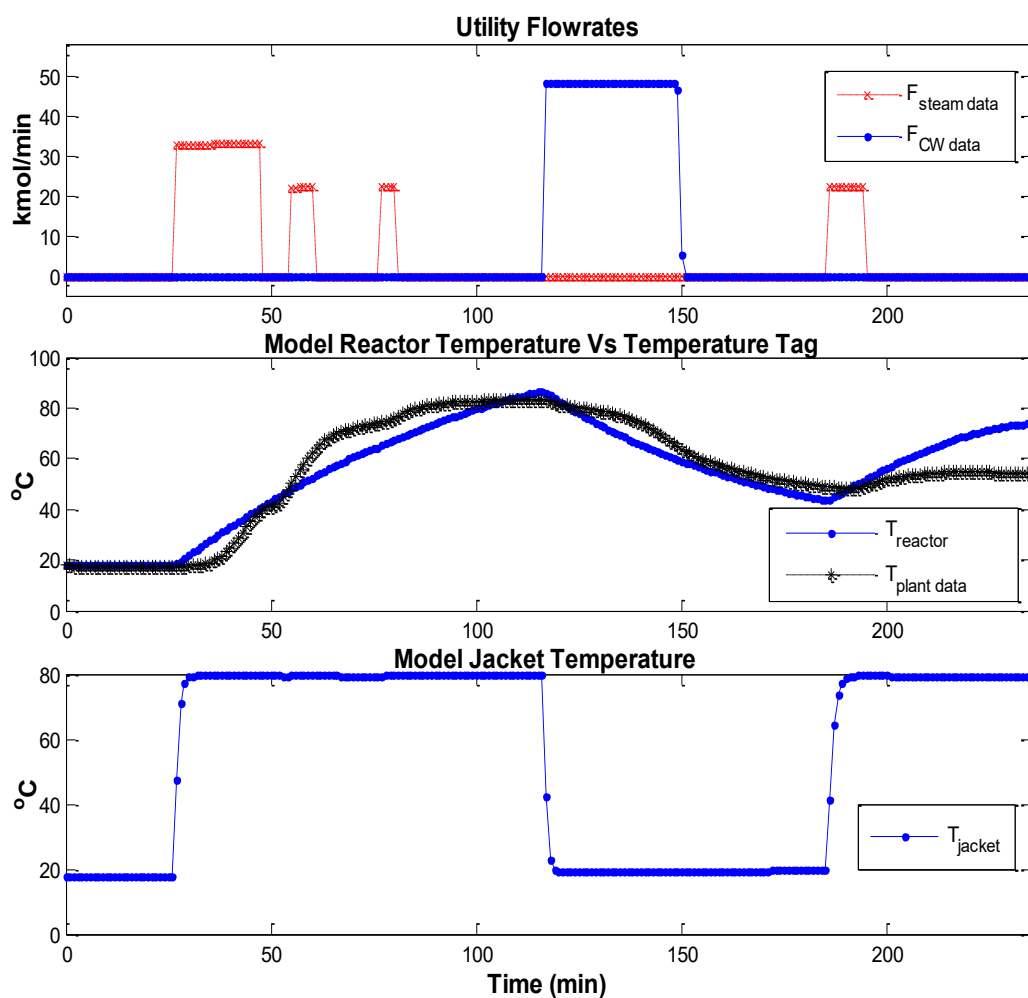 Utility Flowrates
kmol/min
50
40
30
20
10
0
F steam data
F CW data
0 50 100 150 200
Model Reactor Temperature Vs Temperature Tag
oC
100
80
60
40
20
0
T reactor
T plant data
0 50 100 150 200
Model Jacket Temperature
oC
80
60
40
20
0
T jacket
0 50 100 150 200
Time (min)